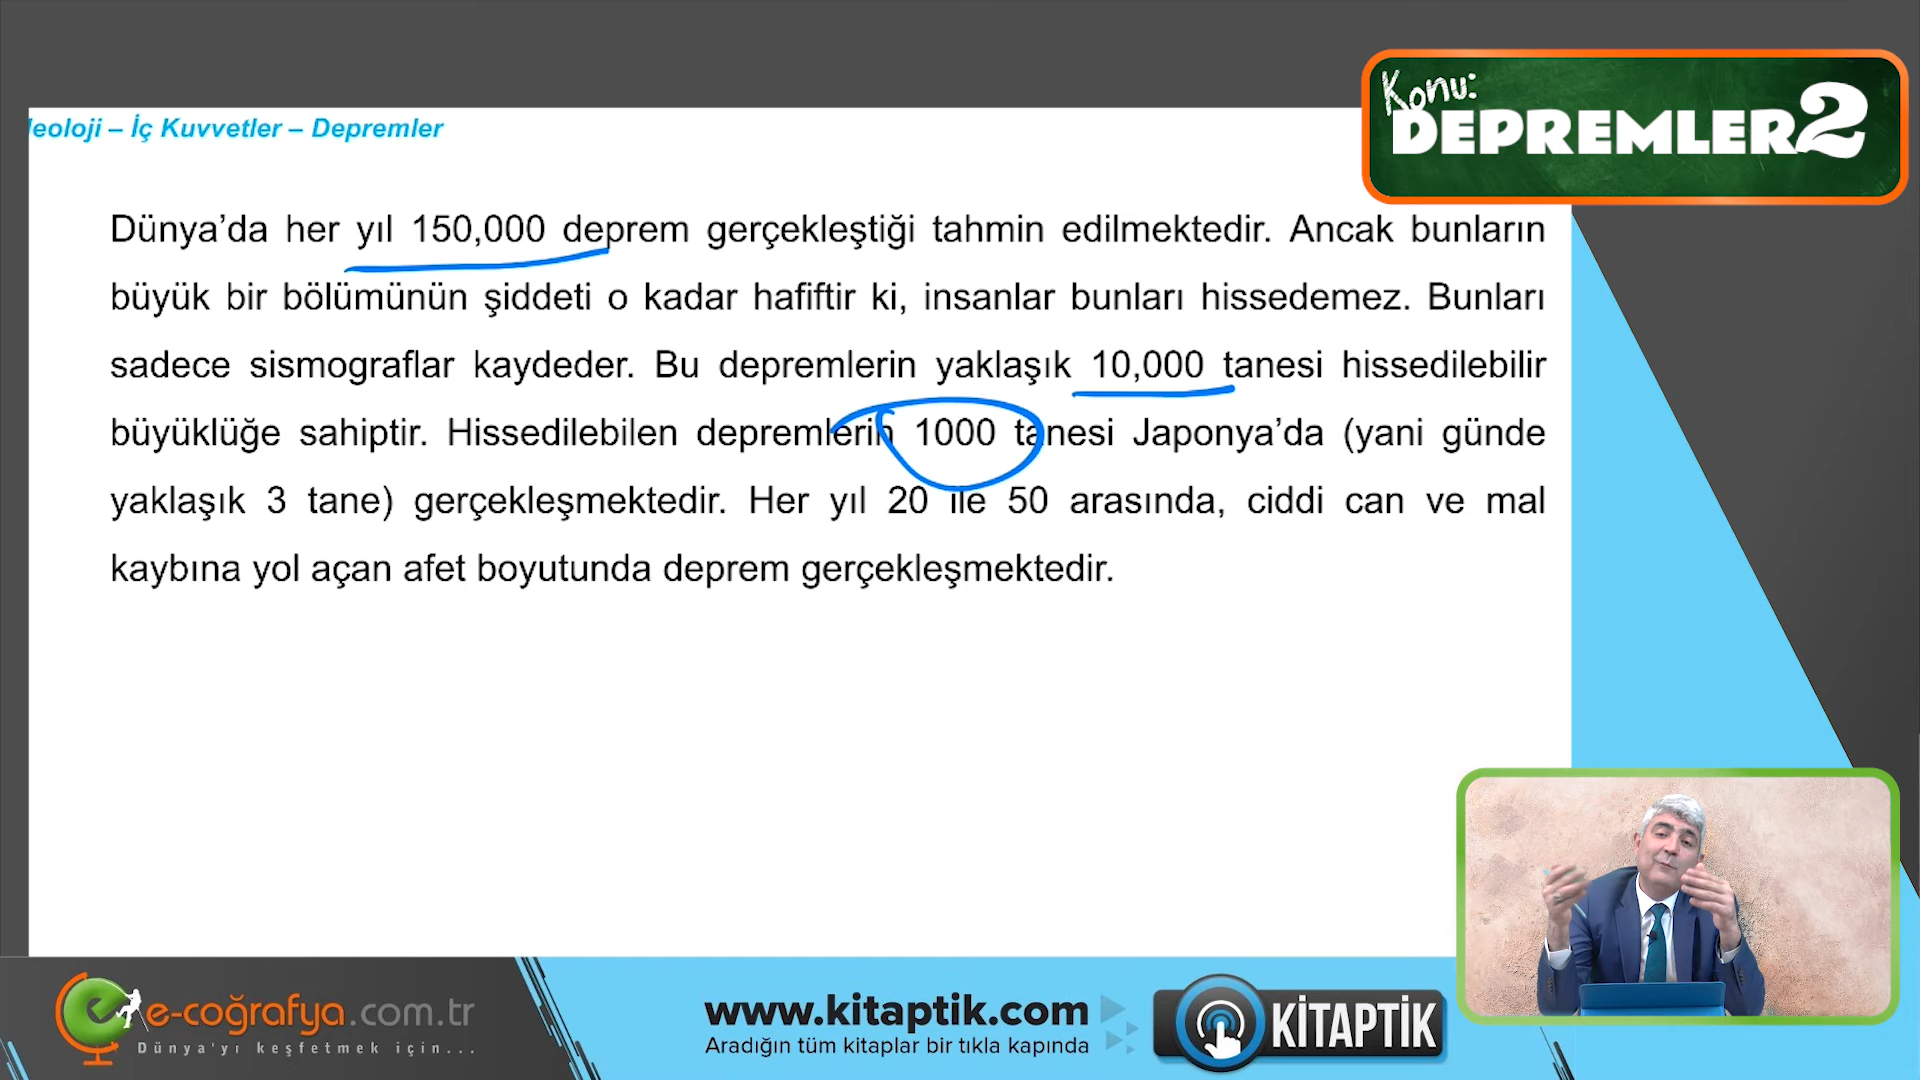 Konu:
DEPREMLER 2
eoloji – İç Kuvvetler – Depremler
Dünya’da her yıl 150,000 deprem gerçekleştiği tahmin edilmektedir. Ancak bunların
büyük bir bölümünün şiddeti o kadar hafiftir ki, insanlar bunları hissedemez. Bunları
sadece sismograflar kaydeder. Bu depremlerin yaklaşık 10,000 tanesi hissedilebilir
büyüklüğe sahiptir. Hissedilebilen depremlerin 1000 tanesi Japonya’da (yani günde
yaklaşık 3 tane) gerçekleşmektedir. Her yıl 20 ile 50 arasında, ciddi can ve mal
kaybına yol açan afet boyutunda deprem gerçekleşmektedir.
e-coğrafya.com.tr
Dünya'yı keşfetmek için...
www.kitaptik.com
Aradığın tüm kitaplar bir tıkla kapında
KİTAPTİK